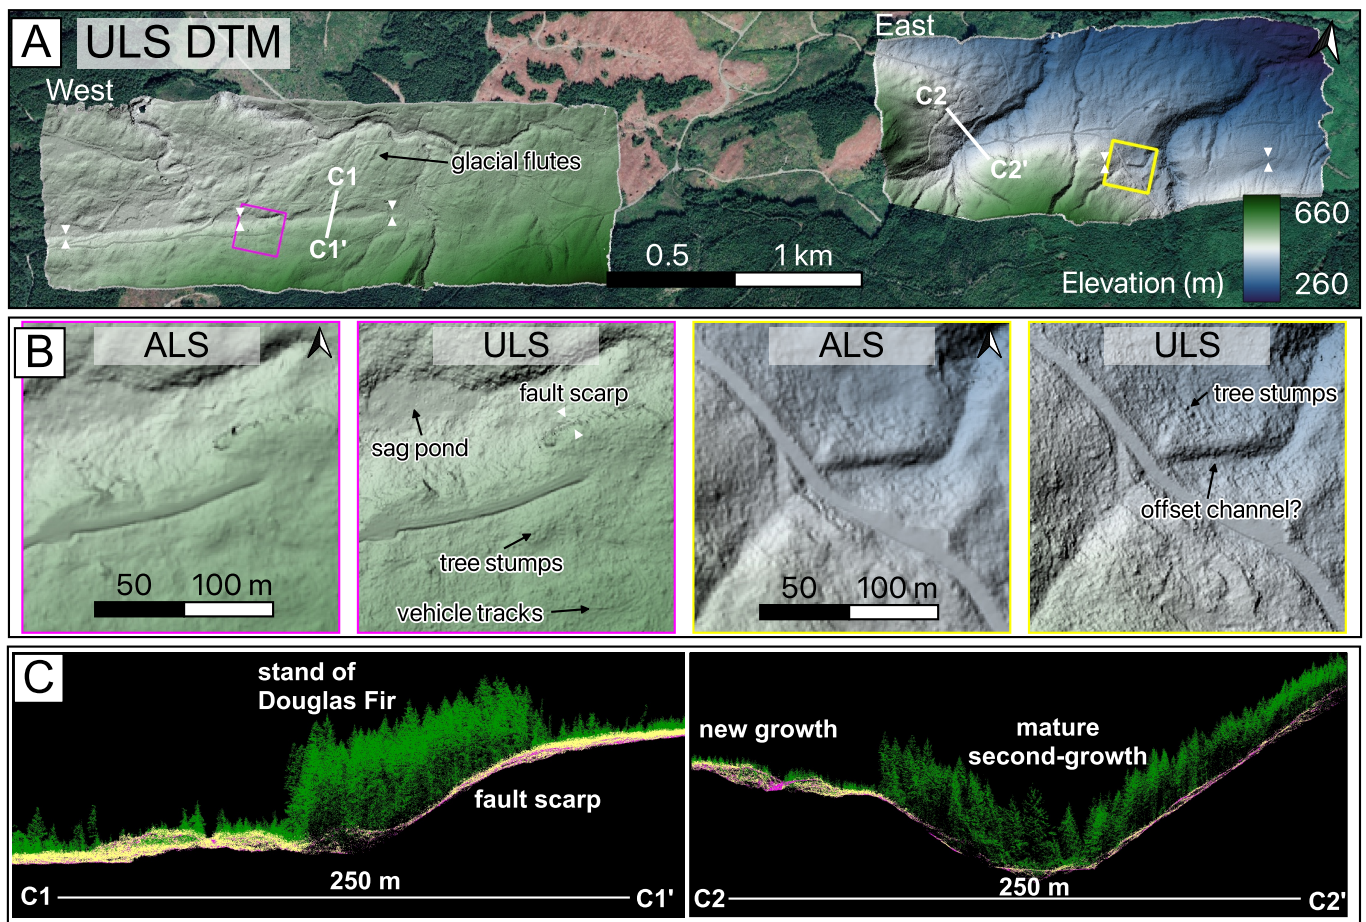 A
ULS DTM
West
East
C1
C1'
glacial flutes
C2
C2'
0.5
1 km
Elevation (m)
660
260
B
ALS
50
100 m
ULS
fault scarp
sag pond
tree stumps
vehicle tracks
ALS
50
100 m
ULS
tree stumps
offset channel?
C
stand of
Douglas Fir
fault scarp
250 m
C1
C1'
new growth
mature
second-growth
250 m
C2
C2'